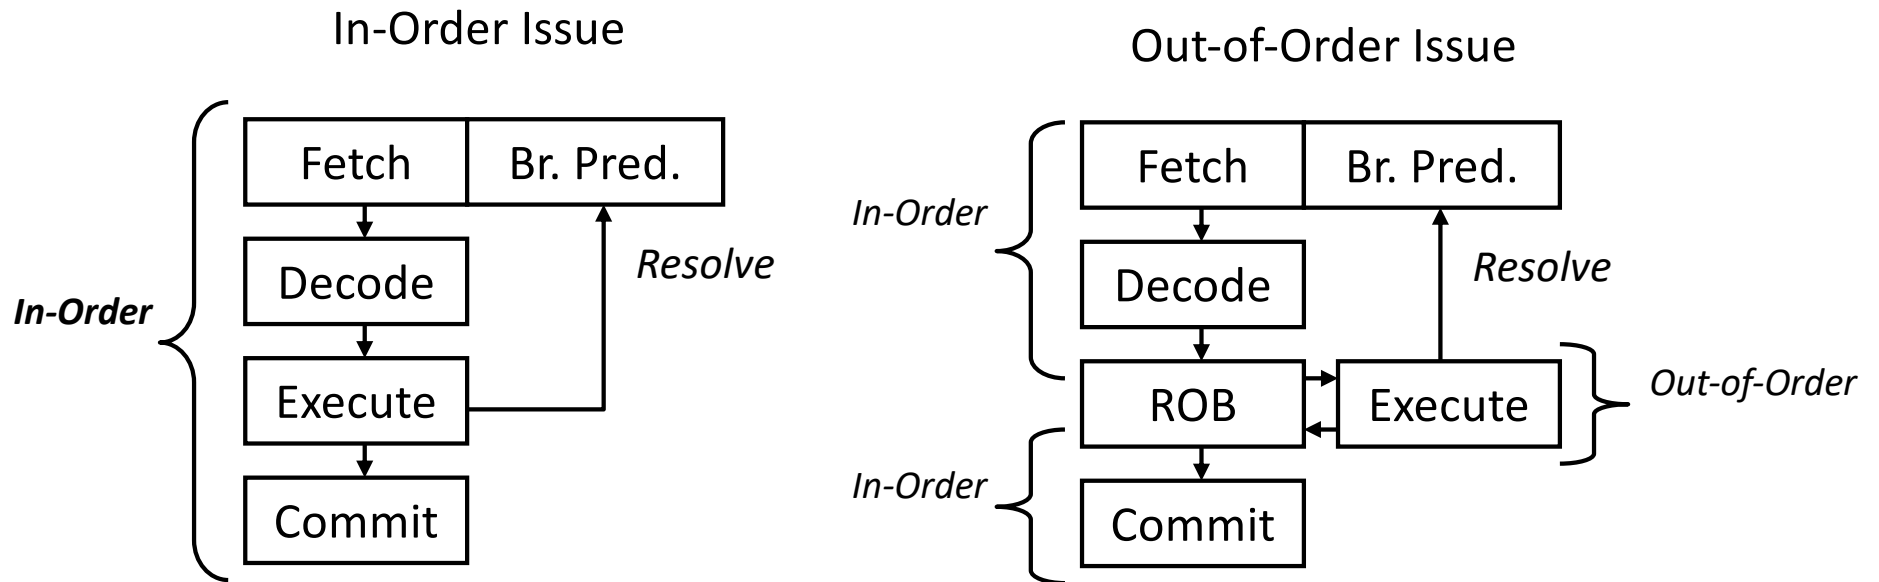 In-Order Issue
Fetch
Br. Pred.
Decode
Resolve
In-Order
Execute
Commit
Out-of-Order Issue
Fetch
Br. Pred.
In-Order
Decode
Resolve
ROB
Execute
Out-of-Order
In-Order
Commit